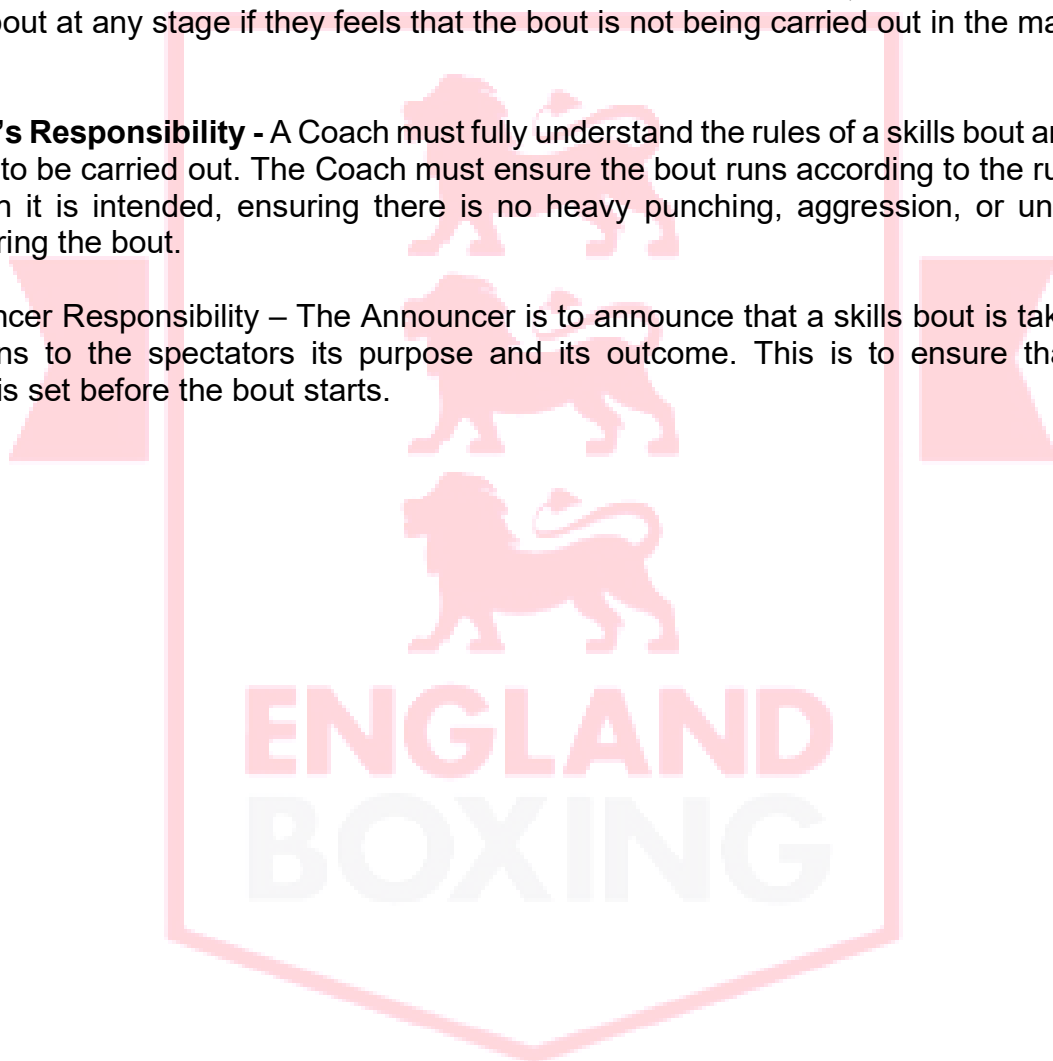 bout at any stage if they feels that the bout is not being carried out in the ma
's Responsibility - A Coach must fully understand the rules of a skills bout an
to be carried out. The Coach must ensure the bout runs according to the ru
it is intended, ensuring there is no heavy punching, aggression, or un
ring the bout.
ncer Responsibility – The Announcer is to announce that a skills bout is tak
ns to the spectators its purpose and its outcome. This is to ensure tha
is set before the bout starts.
ENGLAND
BOXING